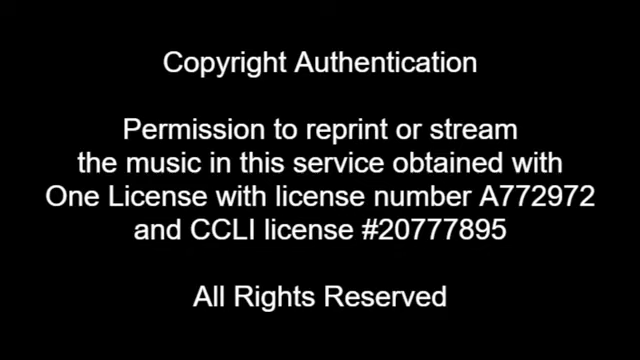 Copyright Authentication
Permission to reprint or stream
the music in this service obtained with
One License with license number A772972
and CCLI license #20777895
All Rights Reserved